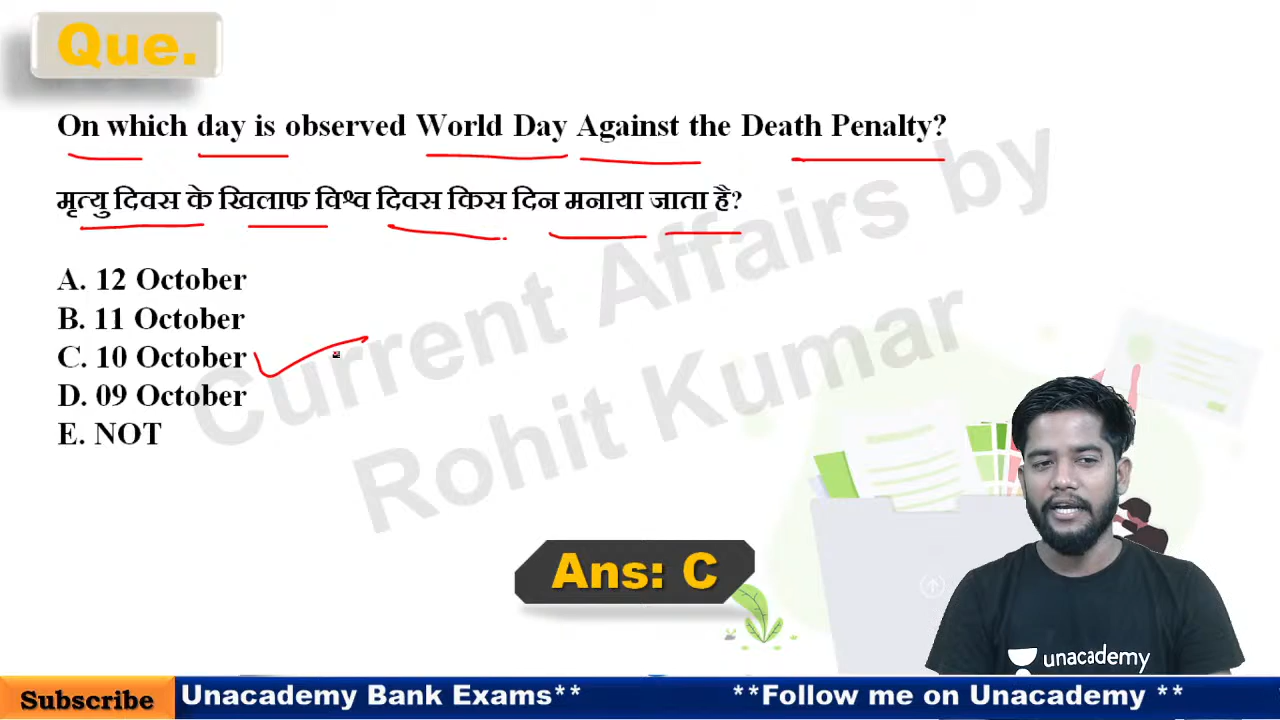 Que.
On which day is observed World Day Against the Death Penalty?
मृत्यु दिवस के खिलाफ विश्व दिवस किस दिन मनाया जाता है?
A. 12 October
B. 11 October
C. 10 October
D. 09 October
E. NOT
Current Affairs by
Rohit Kumar
Ans: C
unacademy
Subscribe
Unacademy Bank Exams** **Follow me on Unacademy **